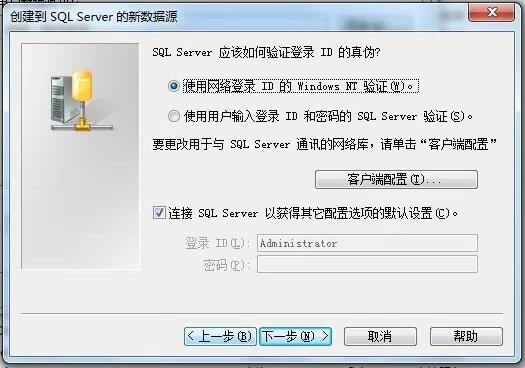 创建到 SQL Server 的新数据源
SQL Server 应该如何验证登录 ID 的真伪?
使用网络登录 ID 的 Windows NT 验证(W)。
使用用户输入登录 ID 和密码的 SQL Server 验证(S)。
要更改用于与 SQL Server 通讯的网络库，请单击“客户端配置”
客户端配置(T)...
连接 SQL Server 以获得其它配置选项的默认设置(C)。
登录 ID(L): Administrator
密码(P):
< 上一步(B) 下一步(N) > 取消 帮助